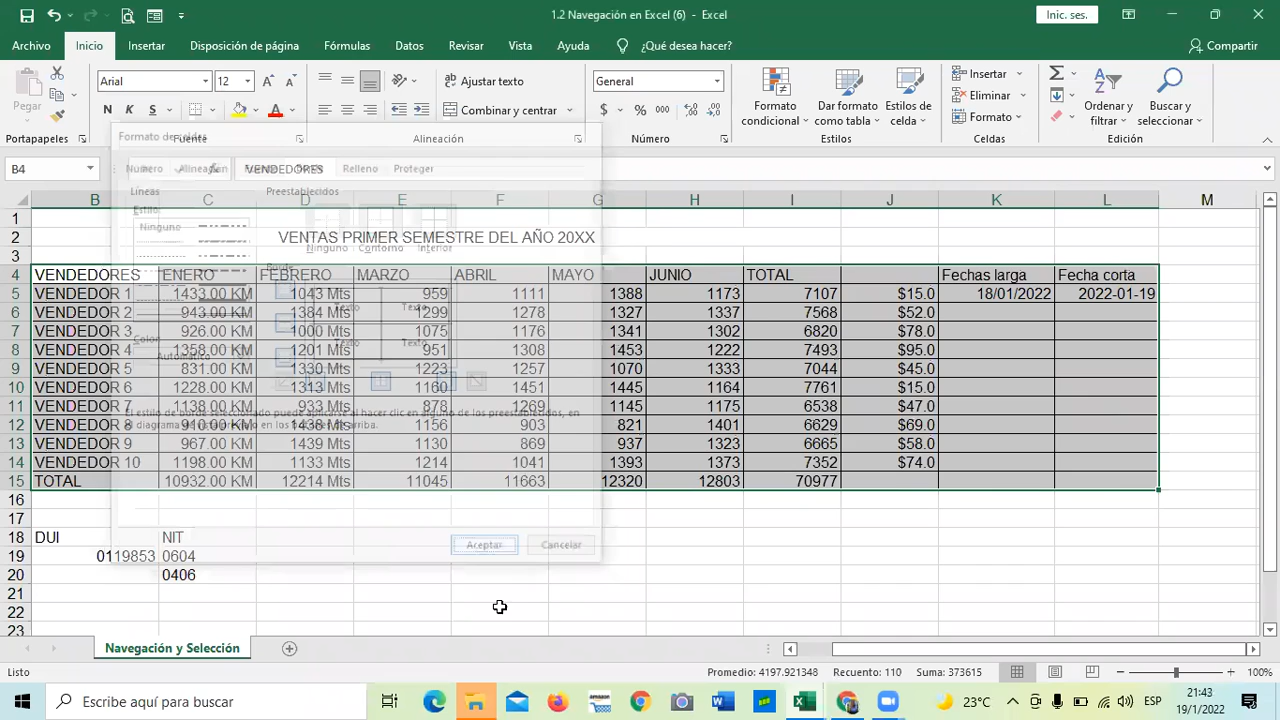 1.2 Navegación en Excel (6) - Excel
Inic. ses.
Archivo Inicio Insertar Disposición de página Fórmulas Datos Revisar Vista Ayuda ¿Qué desea hacer? Compartir
Pegar
Arial 12
N K S
Ajustar texto
Combinar y centrar
General
$ % 000
Formato condicional
Dar formato como tabla
Estilos de celda
Insertar
Eliminar
Formato
Ordenar y filtrar
Buscar y seleccionar
Portapapeles Fuente Alineación Número Estilos Celdas Edición
Formato de celdas
B4 VENDEDORES
Número Alineación Relleno Proteger
Líneas Preestablecidos
Estilo:
Ninguno
Ninguno Contorno Interior
Borde
Texto Texto
Texto Texto
Color:
Automático
El estilo de borde seleccionado puede aplicarse al hacer clic en alguno de los preestablecidos, en
Aceptar Cancelar
B C D E F G H I J K L M
1
2 VENTAS PRIMER SEMESTRE DEL AÑO 20XX
3
4 VENDEDORES ENERO FEBRERO MARZO ABRIL MAYO JUNIO TOTAL Fechas larga Fecha corta
5 VENDEDOR 1 1433.00 KM 1043 Mts 959 1111 1388 1173 7107 $15.0 18/01/2022 2022-01-19
6 VENDEDOR 2 943.00 KM 1384 Mts 1299 1278 1327 1337 7568 $52.0
7 VENDEDOR 3 926.00 KM 1000 Mts 1075 1176 1341 1302 6820 $78.0
8 VENDEDOR 4 1358.00 KM 1201 Mts 951 1308 1453 1222 7493 $95.0
9 VENDEDOR 5 831.00 KM 1330 Mts 1223 1257 1070 1333 7044 $45.0
10 VENDEDOR 6 1228.00 KM 1313 Mts 1160 1451 1445 1164 7761 $15.0
11 VENDEDOR 7 1138.00 KM 933 Mts 878 1269 1145 1175 6538 $47.0
12 VENDEDOR 8 910.00 KM 1438 Mts 1156 903 821 1401 6629 $69.0
13 VENDEDOR 9 967.00 KM 1439 Mts 1130 869 937 1323 6665 $58.0
14 VENDEDOR 10 1198.00 KM 1133 Mts 1214 1041 1393 1373 7352 $74.0
15 TOTAL 10932.00 KM 12214 Mts 11045 11663 12320 12803 70977
16
17
18 DUI NIT
19 0119853 0604
20 0406
21
22
23
Navegación y Selección
Listo Promedio: 4197.921348 Recuento: 110 Suma: 373615 100%
Escribe aquí para buscar 23°C ESP 21:43
19/1/2022